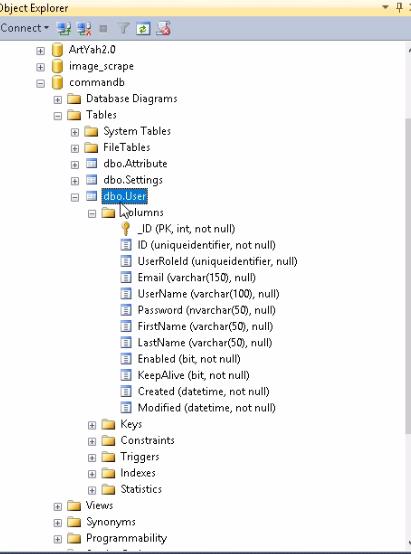 Object Explorer
Connect
ArtYah2.0
image_scrape
commandb
Database Diagrams
Tables
System Tables
FileTables
dbo.Attribute
dbo.Settings
dbo.User
Columns
_ID (PK, int, not null)
ID (uniqueidentifier, not null)
UserRoleId (uniqueidentifier, null)
Email (varchar(150), null)
UserName (varchar(100), null)
Password (nvarchar(50), null)
FirstName (varchar(50), null)
LastName (varchar(50), null)
Enabled (bit, not null)
KeepAlive (bit, not null)
Created (datetime, not null)
Modified (datetime, not null)
Keys
Constraints
Triggers
Indexes
Statistics
Views
Synonyms
Programmability